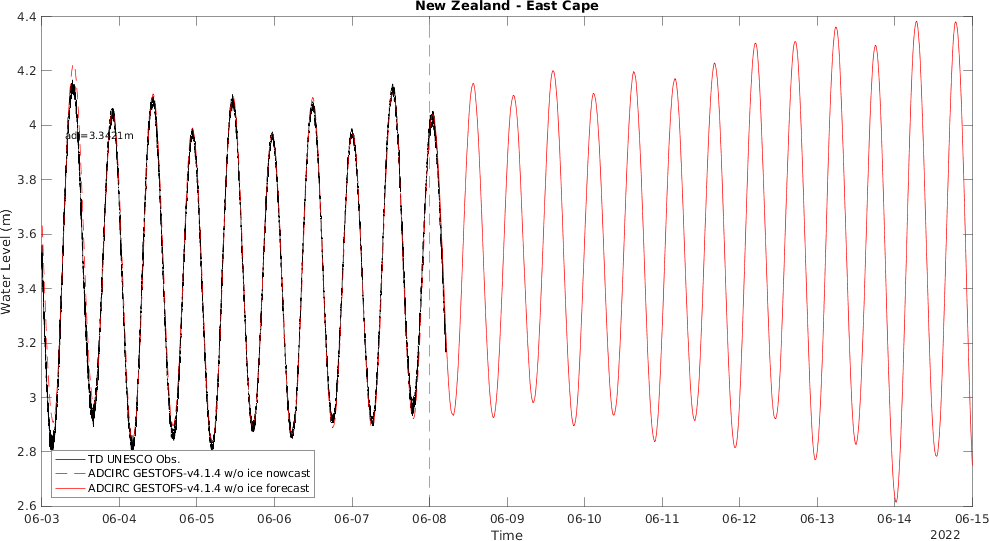 New Zealand - East Cape
4.4
4.2
4
3.8
3.6
3.4
3.2
3
2.8
2.6
Water Level (m)
adj=3.3421m
TD UNESCO Obs.
ADCIRC GESTOFS-v4.1.4 w/o ice nowcast
ADCIRC GESTOFS-v4.1.4 w/o ice forecast
06-03 06-04 06-05 06-06 06-07 06-08 06-09 06-10 06-11 06-12 06-13 06-14 06-15
Time
2022